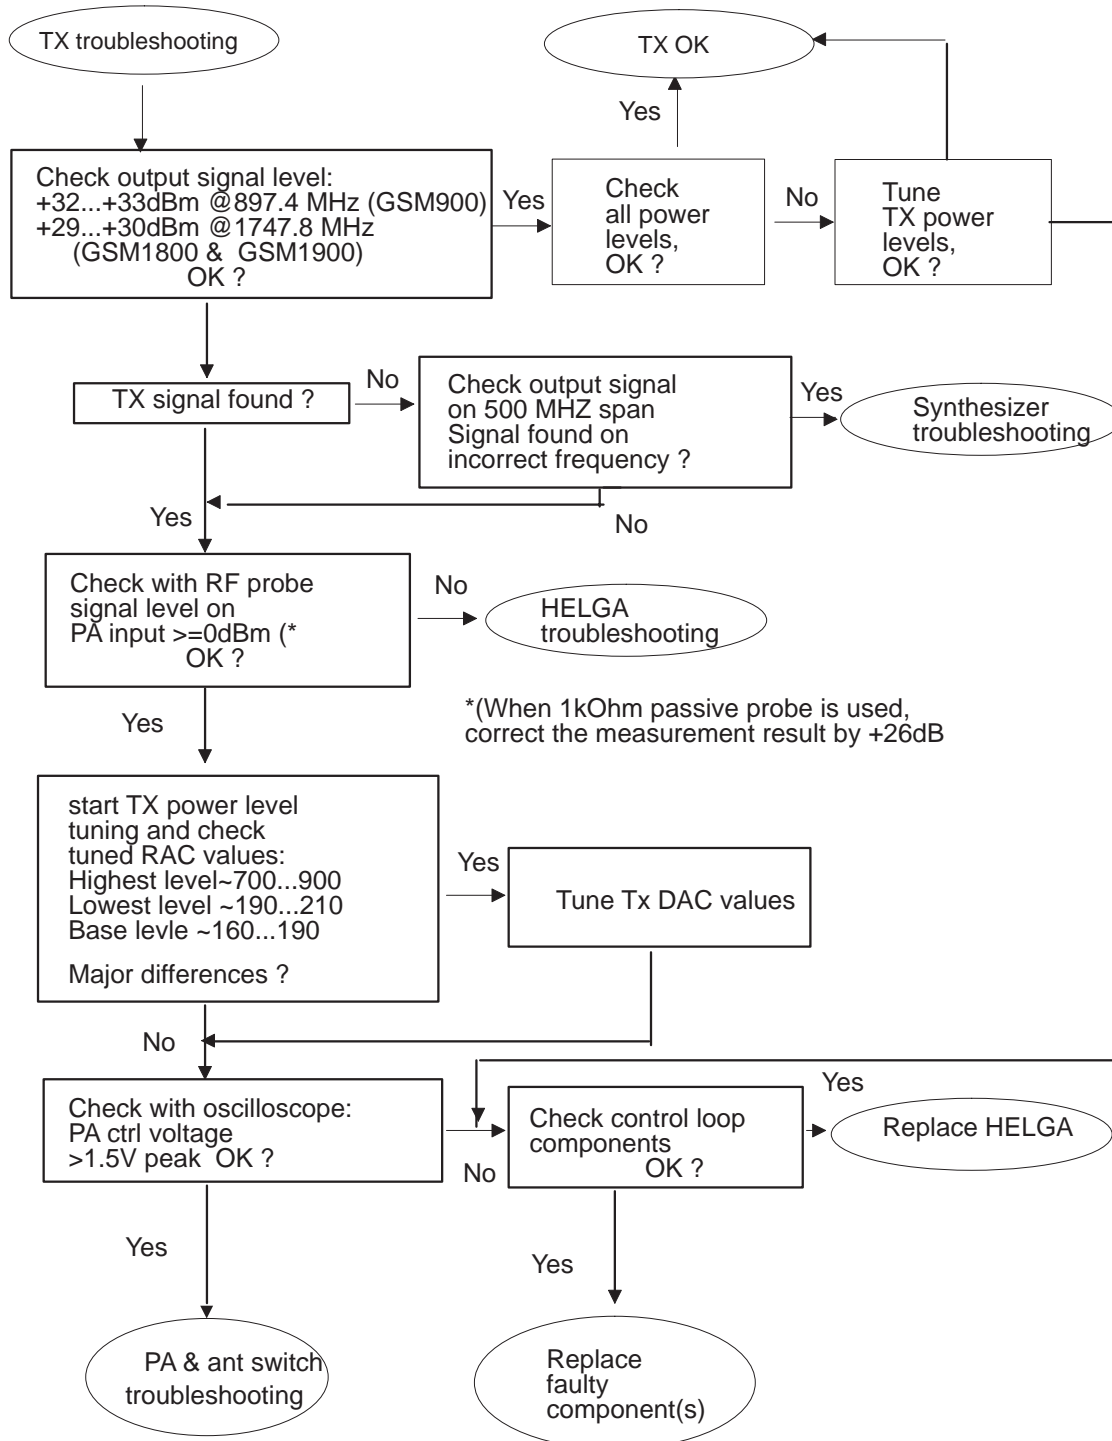 TX troubleshooting
TX OK
Yes
Check output signal level:
+32...+33dBm @897.4 MHz (GSM900)
+29...+30dBm @1747.8 MHz
(GSM1800 & GSM1900)
OK ?
Yes
Check
all power
levels,
OK ?
No
Tune
TX power
levels,
OK ?
TX signal found ?
No
Check output signal
on 500 MHZ span
Signal found on
incorrect frequency ?
Yes
Synthesizer
troubleshooting
Yes
No
Check with RF probe
signal level on
PA input >=0dBm (*
OK ?
No
HELGA
troubleshooting
Yes
*(When 1kOhm passive probe is used,
correct the measurement result by +26dB
start TX power level
tuning and check
tuned RAC values:
Highest level~700...900
Lowest level ~190...210
Base levle ~160...190
Major differences ?
Yes
Tune Tx DAC values
No
Check with oscilloscope:
PA ctrl voltage
>1.5V peak OK ?
No
Check control loop
components
OK ?
Yes
Replace HELGA
Yes
Yes
PA & ant switch
troubleshooting
Replace
faulty
component(s)